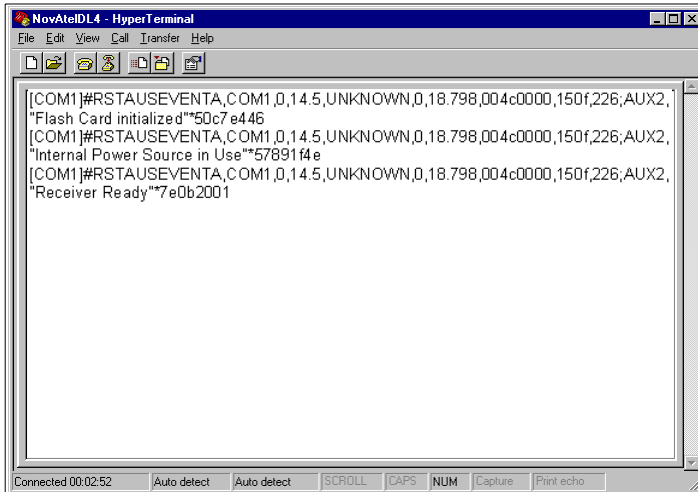 NovAtelDL4 - HyperTerminal
File Edit View Call Transfer Help
[COM1]#RSTAUSEVENTA,COM1,0,14.5,UNKNOWN,0,18.798,004c0000,150f,226;AUX2,
"Flash Card initialized"*50c7e446
[COM1]#RSTAUSEVENTA,COM1,0,14.5,UNKNOWN,0,18.798,004c0000,150f,226;AUX2,
"Internal Power Source in Use"*57891f4e
[COM1]#RSTAUSEVENTA,COM1,0,14.5,UNKNOWN,0,18.798,004c0000,150f,226;AUX2,
"Receiver Ready"*7e0b2001
Connected 00:02:52 Auto detect Auto detect SCROLL CAPS NUM Capture Print echo